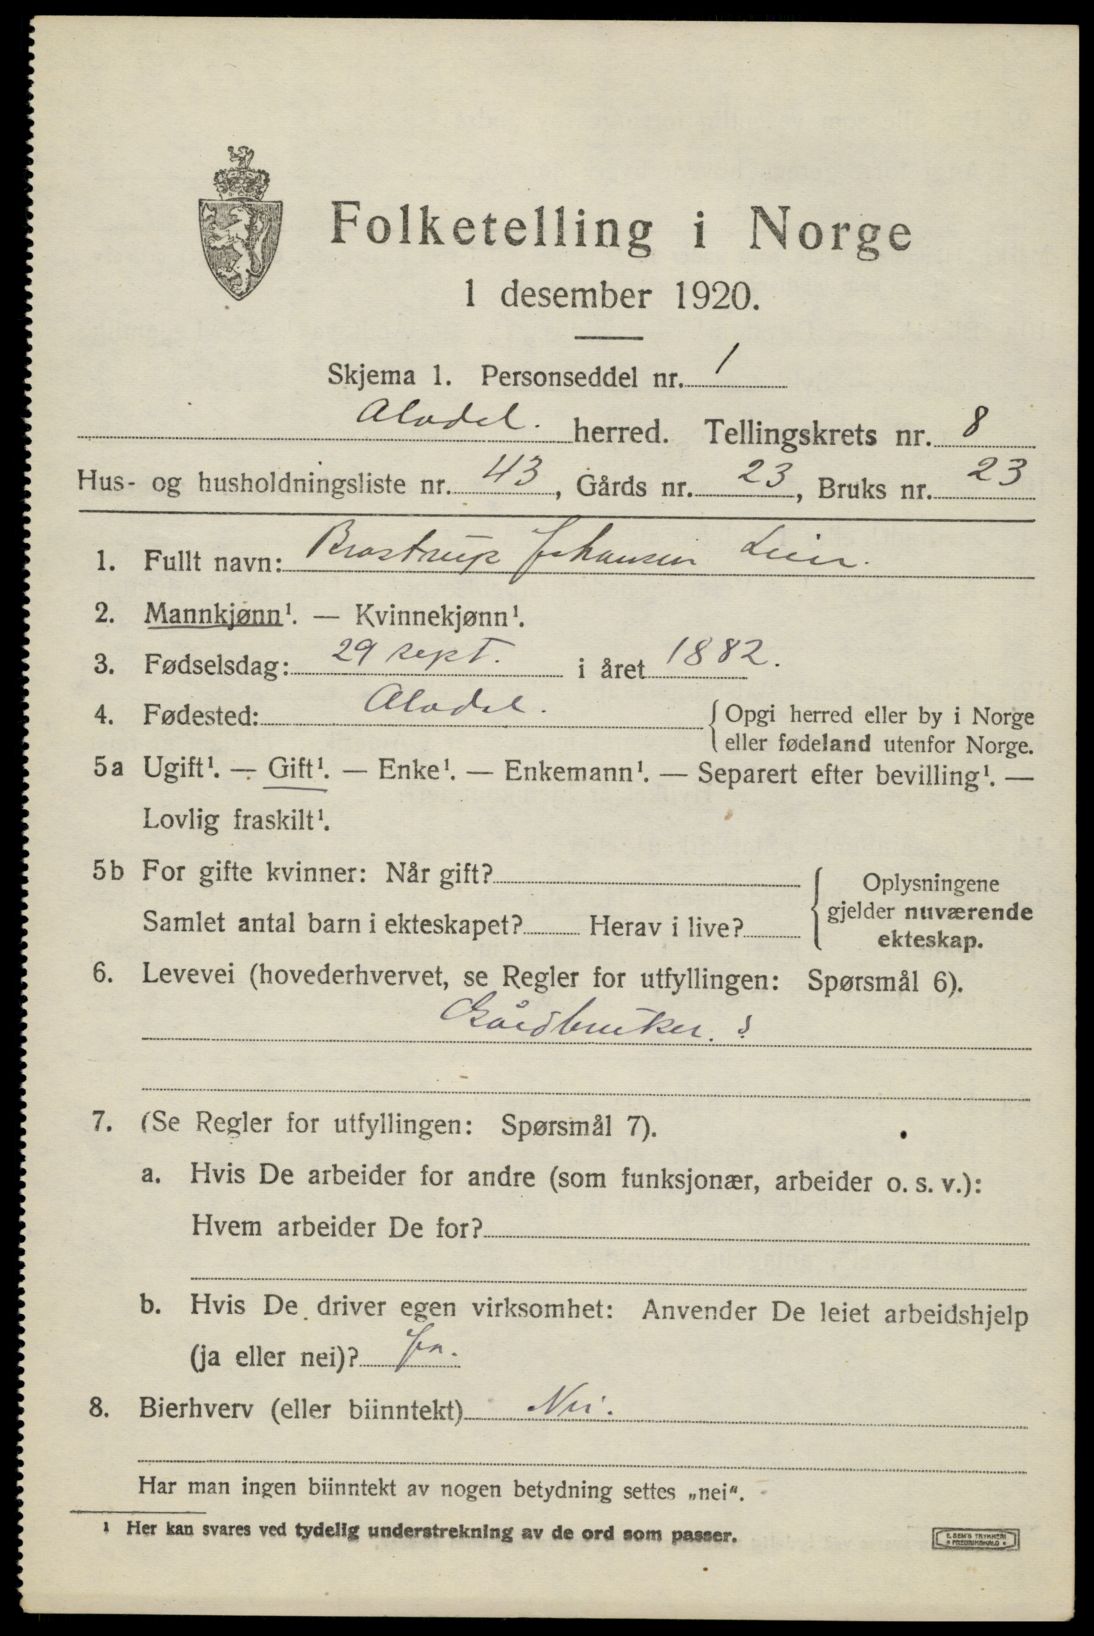 Folketelling i Norge
1 desember 1920.
Skjema 1. Personseddel nr. 1
Alvdal. herred. Tellingskrets nr. 8
Hus- og husholdningsliste nr. 43, Gårds nr. 23, Bruks nr. 23
1. Fullt navn: Brostrup Johansen Lien.
2. Mannkjønn¹. — Kvinnekjønn¹.
3. Fødselsdag: 29 sept. i året 1882.
4. Fødested: Alvdal. {Opgi herred eller by i Norge
eller fødeland utenfor Norge.
5a Ugift¹. — Gift¹. — Enke¹. — Enkemann¹. — Separert efter bevilling¹. —
Lovlig fraskilt¹.
5b For gifte kvinner: Når gift?
Samlet antal barn i ekteskapet? Herav i live?
{Oplysningene
gjelder nuværende
ekteskap.
6. Levevei (hovederhvervet, se Regler for utfyllingen: Spørsmål 6).
Gårdbruker. s
7. (Se Regler for utfyllingen: Spørsmål 7).
a. Hvis De arbeider for andre (som funksjonær, arbeider o. s. v.):
Hvem arbeider De for?
b. Hvis De driver egen virksomhet: Anvender De leiet arbeidshjelp
(ja eller nei)? Ja.
8. Bierhverv (eller biinntekt) Nei.
Har man ingen biinntekt av nogen betydning settes „nei“.
¹ Her kan svares ved tydelig understrekning av de ord som passer.
E. SEM'S TRYKKERI
FREDRIKSHALD